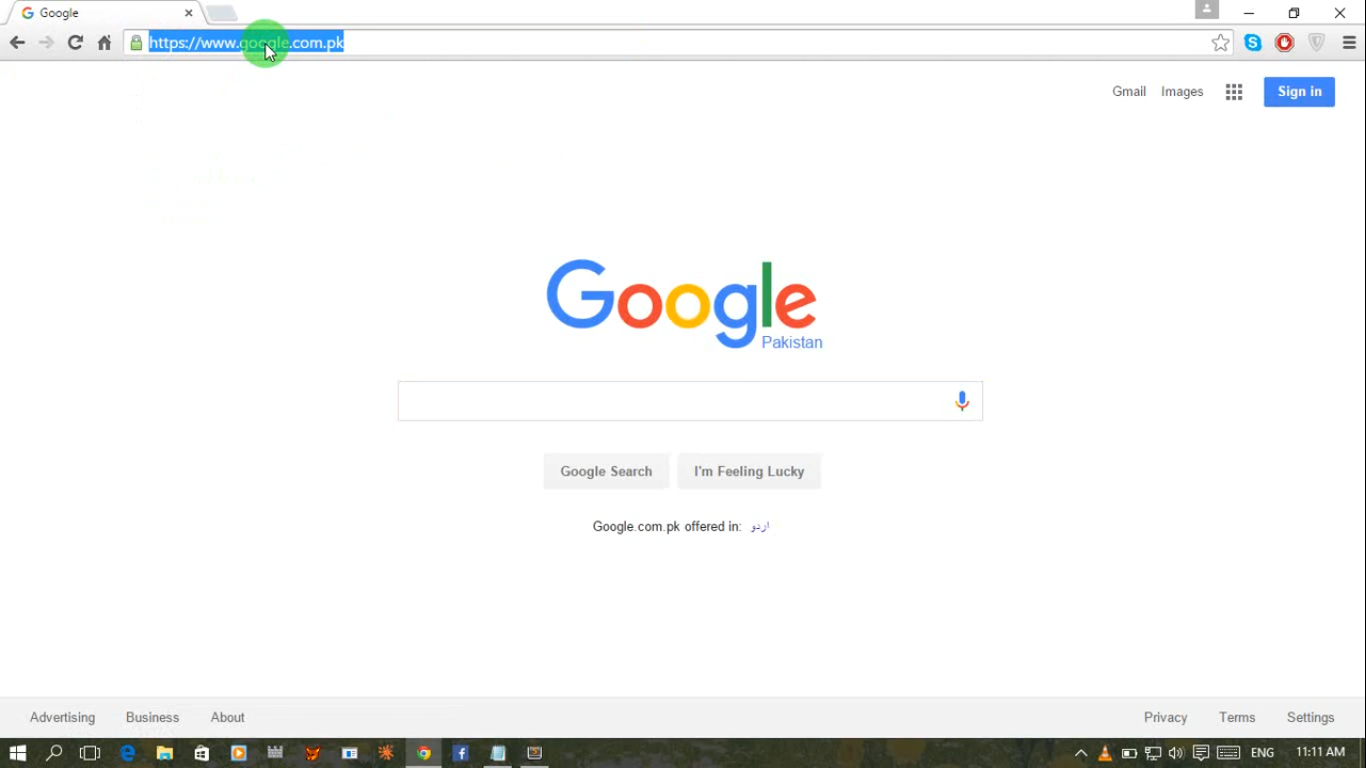 Google
https://www.google.com.pk
Gmail Images Sign in
Google
Pakistan
Google Search I'm Feeling Lucky
Google.com.pk offered in: اردو
Advertising Business About Privacy Terms Settings
ENG 11:11 AM